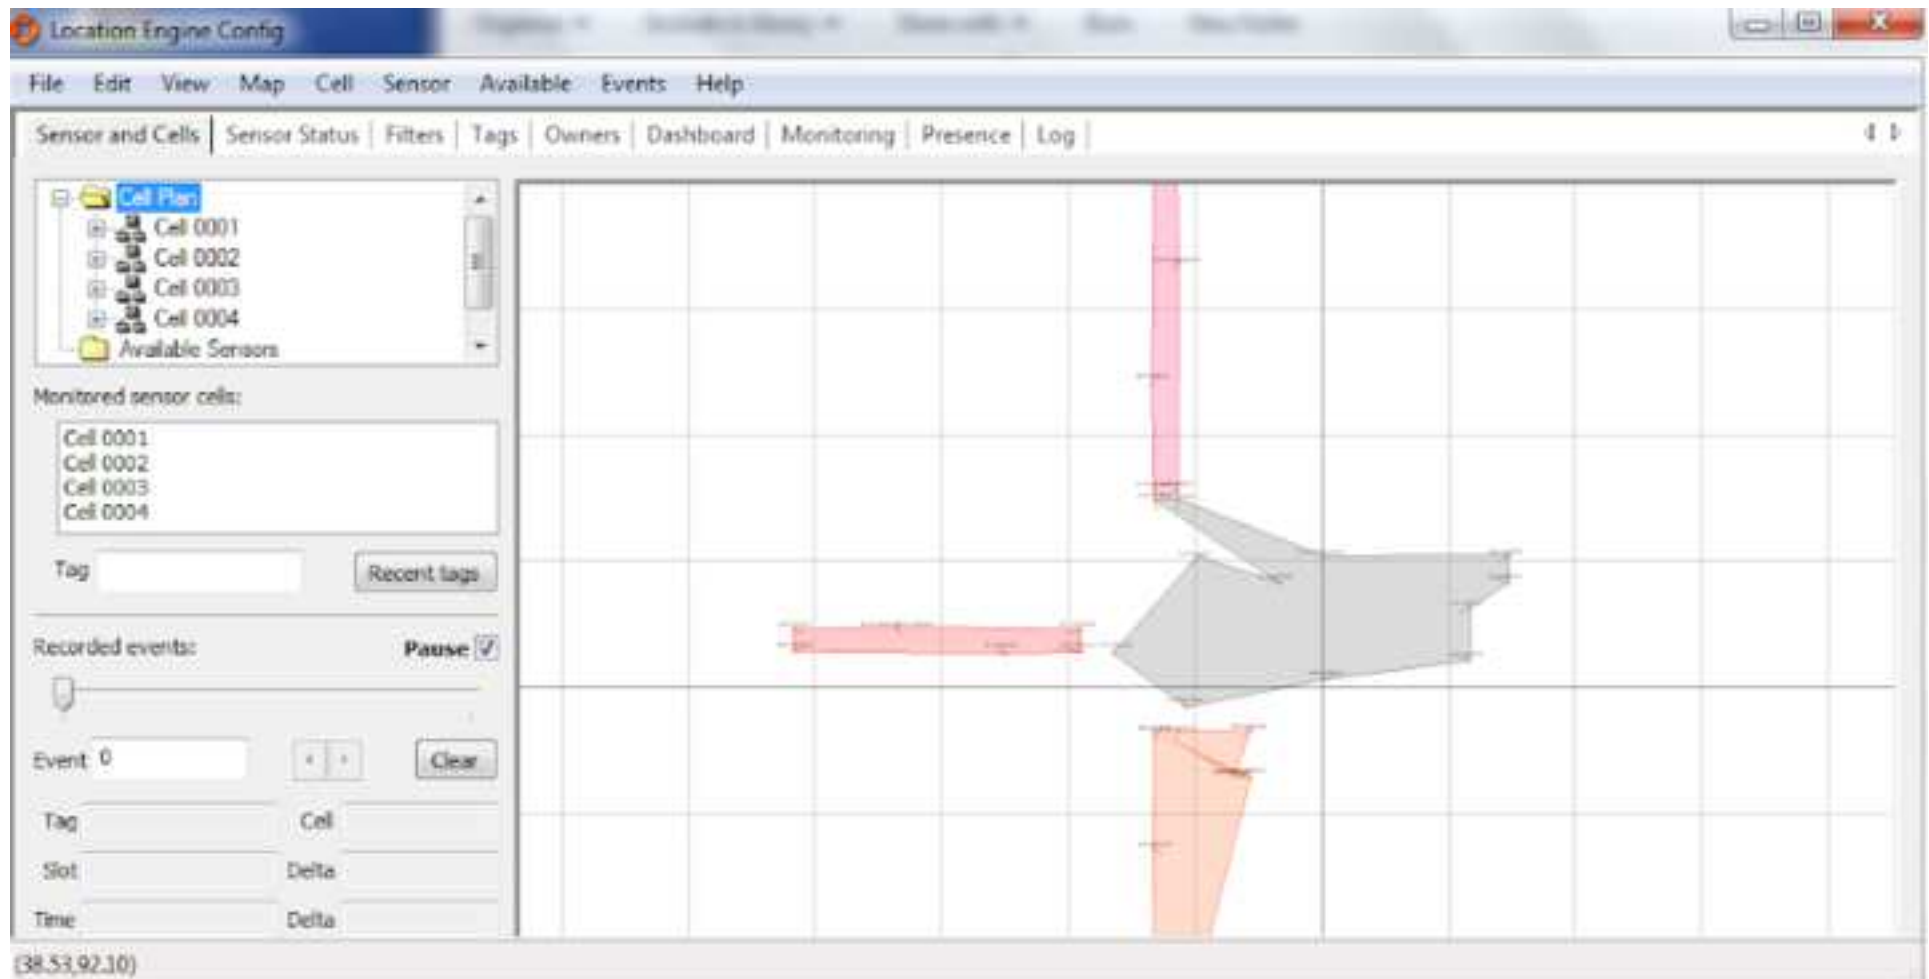 Location Engine Config
File Edit View Map Cell Sensor Available Events Help
Sensor and Cells Sensor Status Filters Tags Owners Dashboard Monitoring Presence Log
Cell Plan
Cell 0001
Cell 0002
Cell 0003
Cell 0004
Available Sensors
Monitored sensor cells:
Cell 0001
Cell 0002
Cell 0003
Cell 0004
Tag Recent tags
Recorded events: Pause
Event 0 Clear
Tag Cell
Slot Delta
Time Delta
(38.53,92.10)